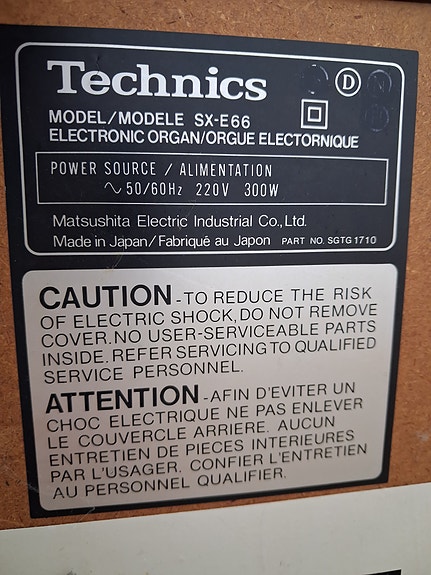 Technics
D
MODEL/MODELE SX-E66
ELECTRONIC ORGAN/ORGUE ELECTORNIQUE
POWER SOURCE / ALIMENTATION
∼ 50/60Hz 220V 300W
Matsushita Electric Industrial Co., Ltd.
Made in Japan/Fabriqué au Japon PART NO. SGTG1710
CAUTION-TO REDUCE THE RISK
OF ELECTRIC SHOCK, DO NOT REMOVE
COVER. NO USER-SERVICEABLE PARTS
INSIDE. REFER SERVICING TO QUALIFIED
SERVICE PERSONNEL.
ATTENTION-AFIN D'EVITER UN
CHOC ELECTRIQUE NE PAS ENLEVER
LE COUVERCLE ARRIERE. AUCUN
ENTRETIEN DE PIECES INTERIEURES
PAR L'USAGER. CONFIER L'ENTRETIEN
AU PERSONNEL QUALIFIER.